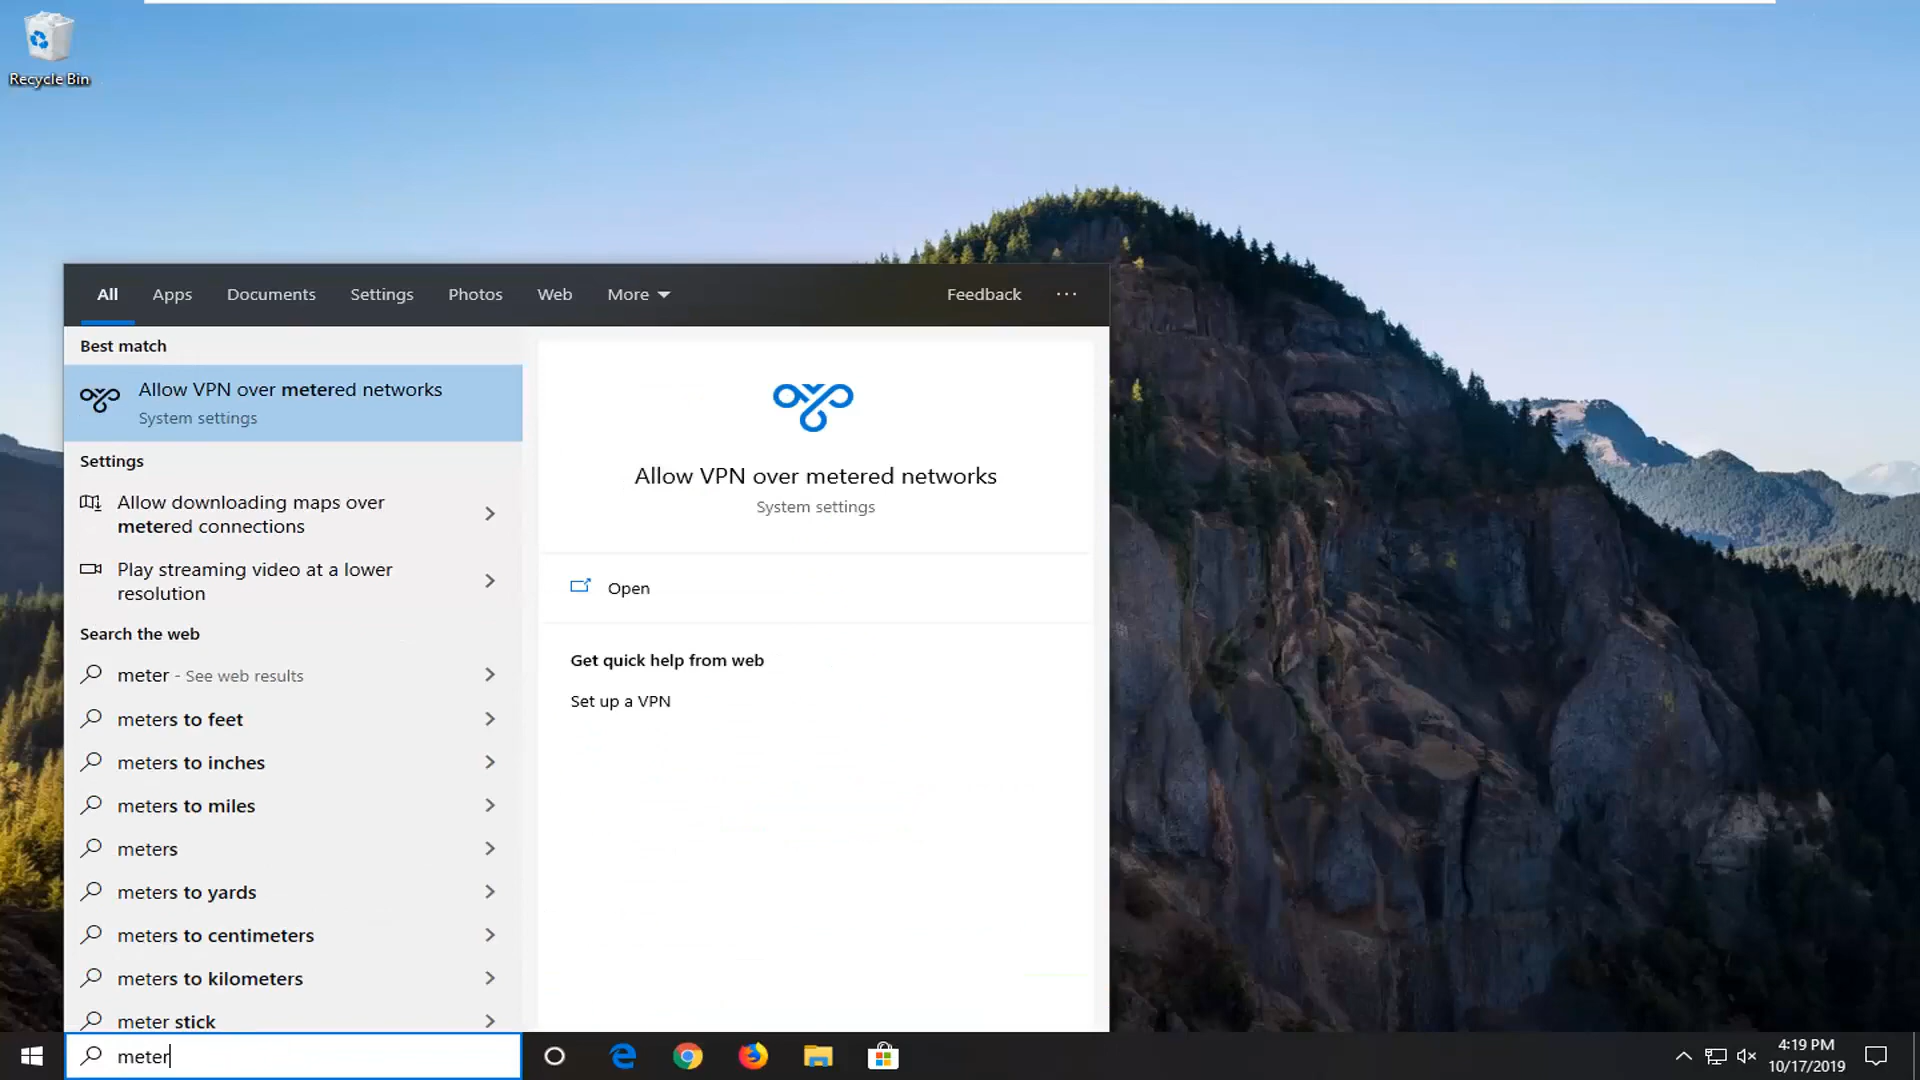 Recycle Bin
All Apps Documents Settings Photos Web More Feedback ···
Best match
Allow VPN over metered networks
System settings
Settings
Allow downloading maps over
metered connections
Play streaming video at a lower
resolution
Search the web
meter - See web results
meters to feet
meters to inches
meters to miles
meters
meters to yards
meters to centimeters
meters to kilometers
meter stick
Allow VPN over metered networks
System settings
Open
Get quick help from web
Set up a VPN
meter
4:19 PM
10/17/2019